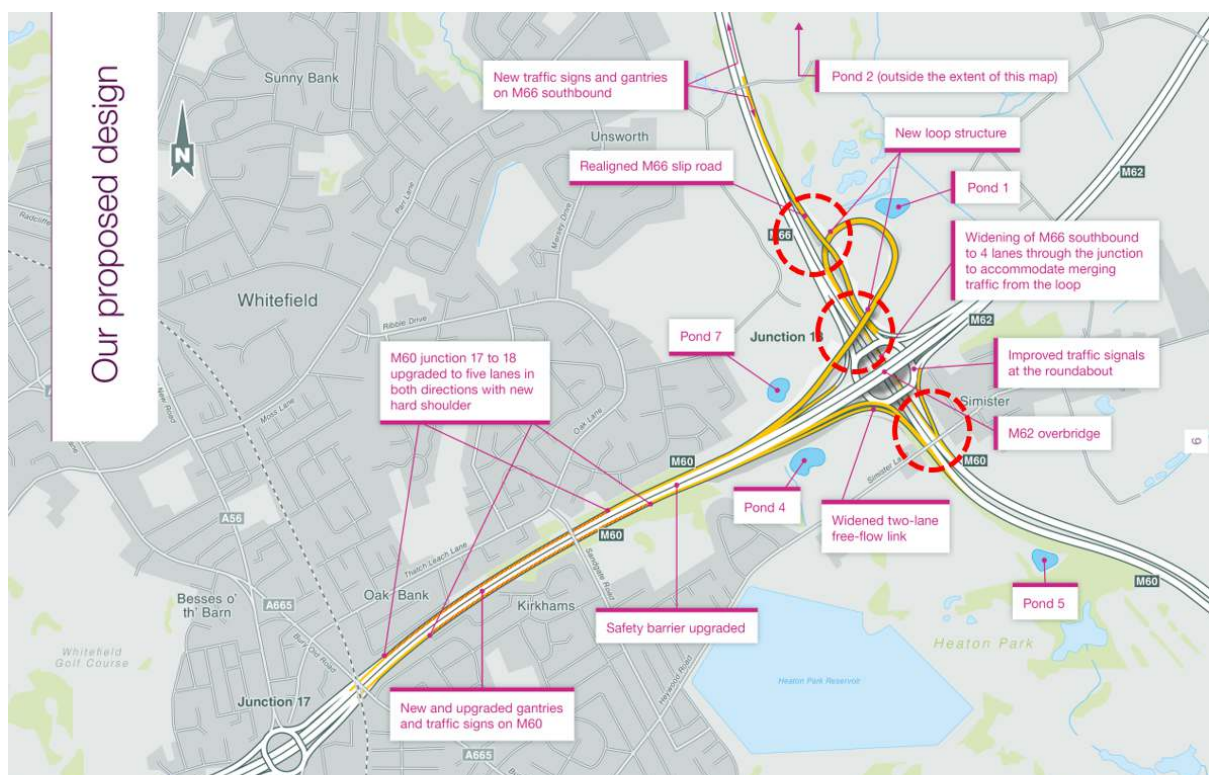 Our proposed design
N
New traffic signs and gantries
on M66 southbound
Pond 2 (outside the extent of this map)
Sunny Bank
Unsworth
New loop structure
Realigned M66 slip road
Pond 1
M62
Parr Lane
Marsey Drive
Radcliffe
M66
Widening of M66 southbound
to 4 lanes through the junction
to accommodate merging
traffic from the loop
Whitefield
Ribble Drive
M62
Junction 18
Pond 7
M60 junction 17 to 18
upgraded to five lanes in
both directions with new
hard shoulder
Improved traffic signals
at the roundabout
Simister
Moss Lane
Oak Lane
M62 overbridge
M60
Simister Lane
M60
6
Pond 4
Widened two-lane
free-flow link
A56
M60
Thatch Leach Lane
Sandgate Road
M60
Besses o'
th' Barn
Oak Bank
Kirkhams
A665
Bury Old Road
Safety barrier upgraded
Pond 5
Heaton Park
Whitefield
Golf Course
Heywood Road
Heaton Park Reservoir
Junction 17
New and upgraded gantries
and traffic signs on M60
A665